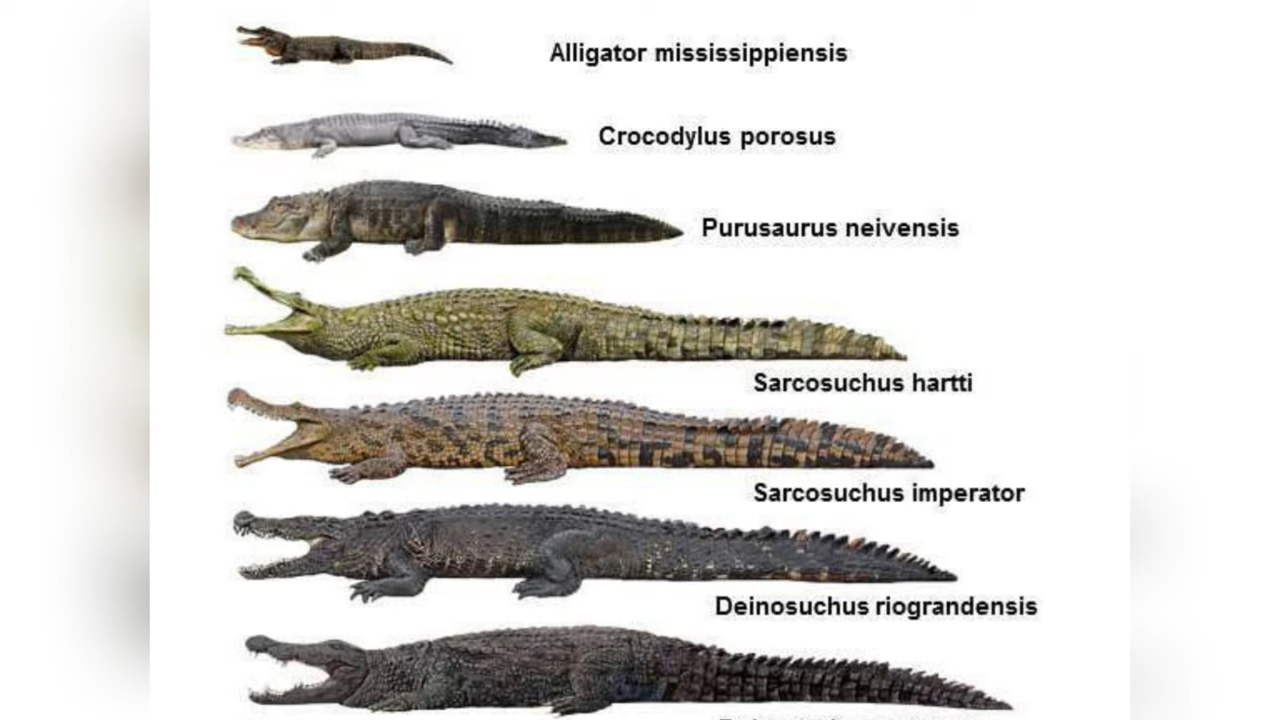 Alligator mississippiensis
Crocodylus porosus
Purusaurus neivensis
Sarcosuchus hartti
Sarcosuchus imperator
Deinosuchus riograndensis